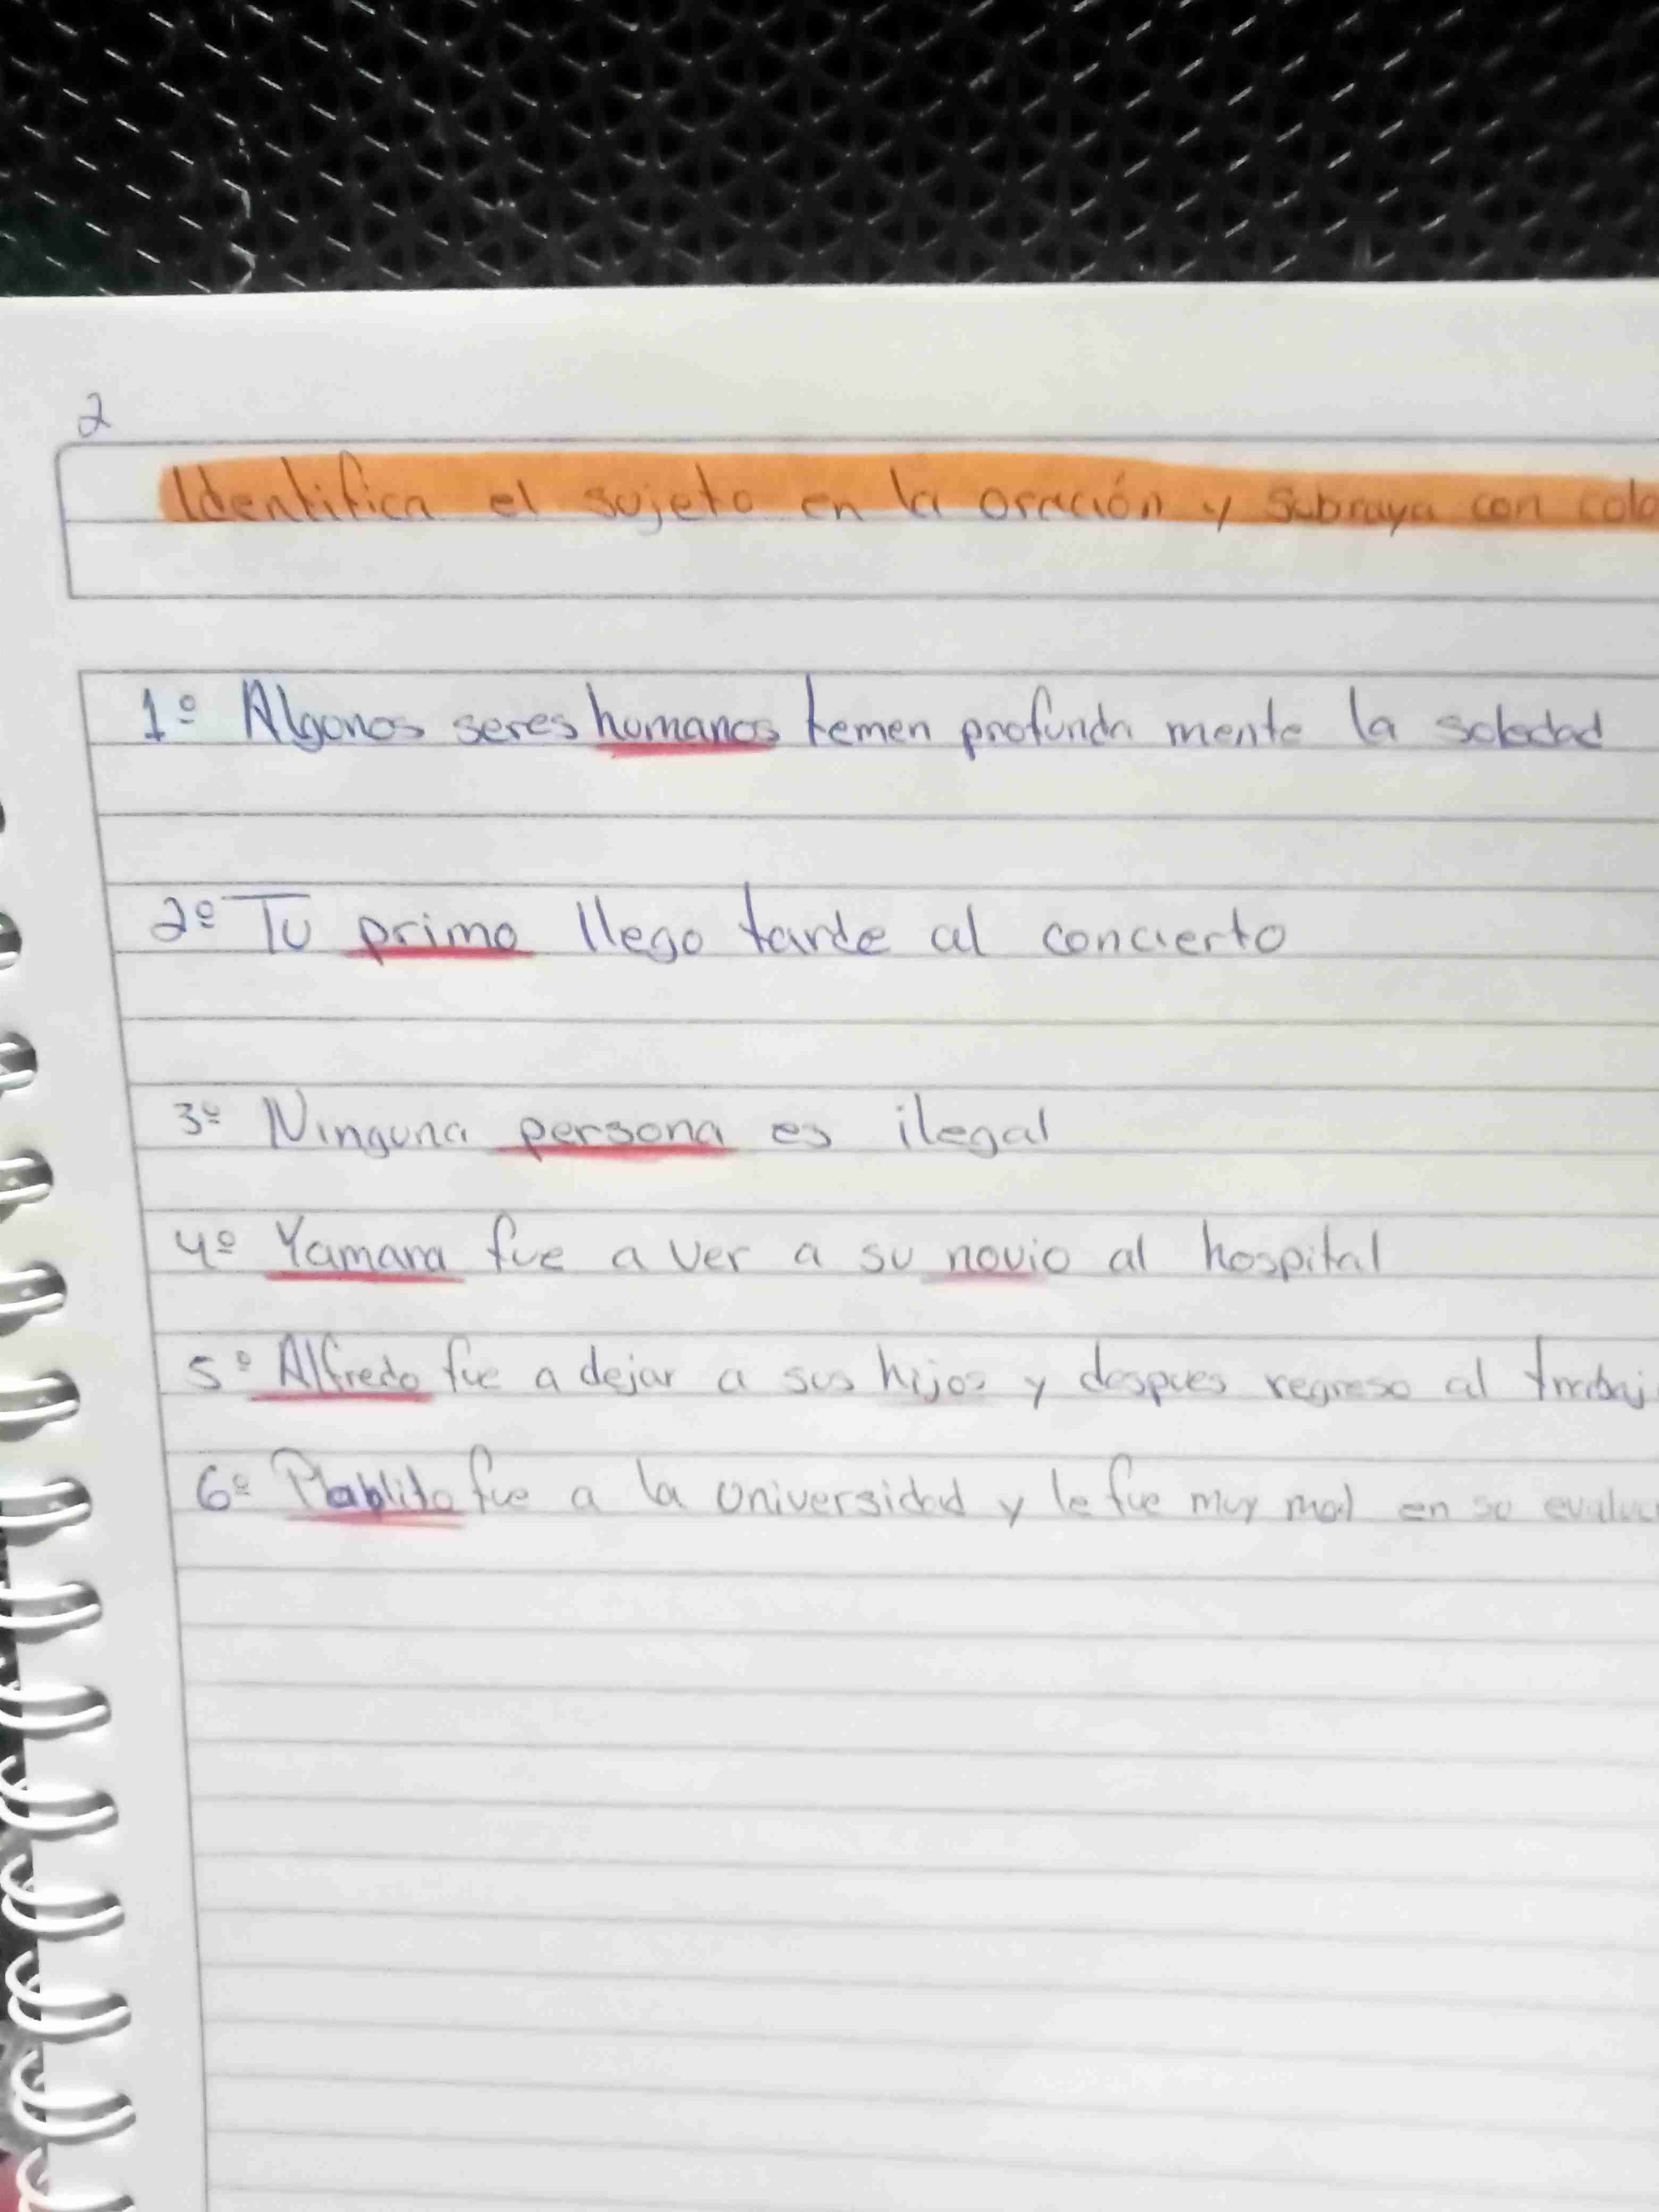 2
Identifica el sujeto en la oración y subraya con colo
1º Algunos seres humanos temen profunda mente la soledad
2º Tu primo llego tarde al concierto
3º Ninguna persona es ilegal
4º Yamara fue a ver a su novio al hospital
5º Alfredo fue a dejar a sus hijos y despues regreso al trabaj
6º Pablito fue a la universidad y le fue muy mal en su evaluc